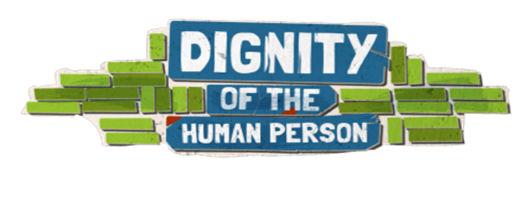 DIGNITY
OF THE
HUMAN PERSON